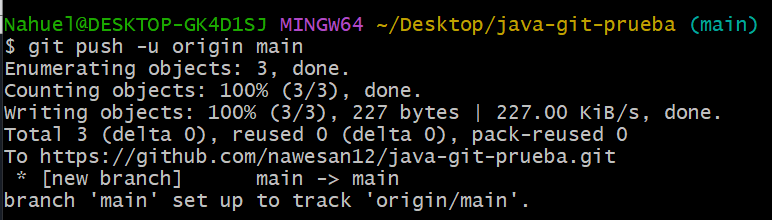 Nahuel@DESKTOP-GK4D1SJ MINGW64 ~/Desktop/java-git-prueba (main)
$ git push -u origin main
Enumerating objects: 3, done.
Counting objects: 100% (3/3), done.
Writing objects: 100% (3/3), 227 bytes | 227.00 KiB/s, done.
Total 3 (delta 0), reused 0 (delta 0), pack-reused 0
To https://github.com/nawesan12/java-git-prueba.git
 * [new branch]      main -> main
branch 'main' set up to track 'origin/main'.